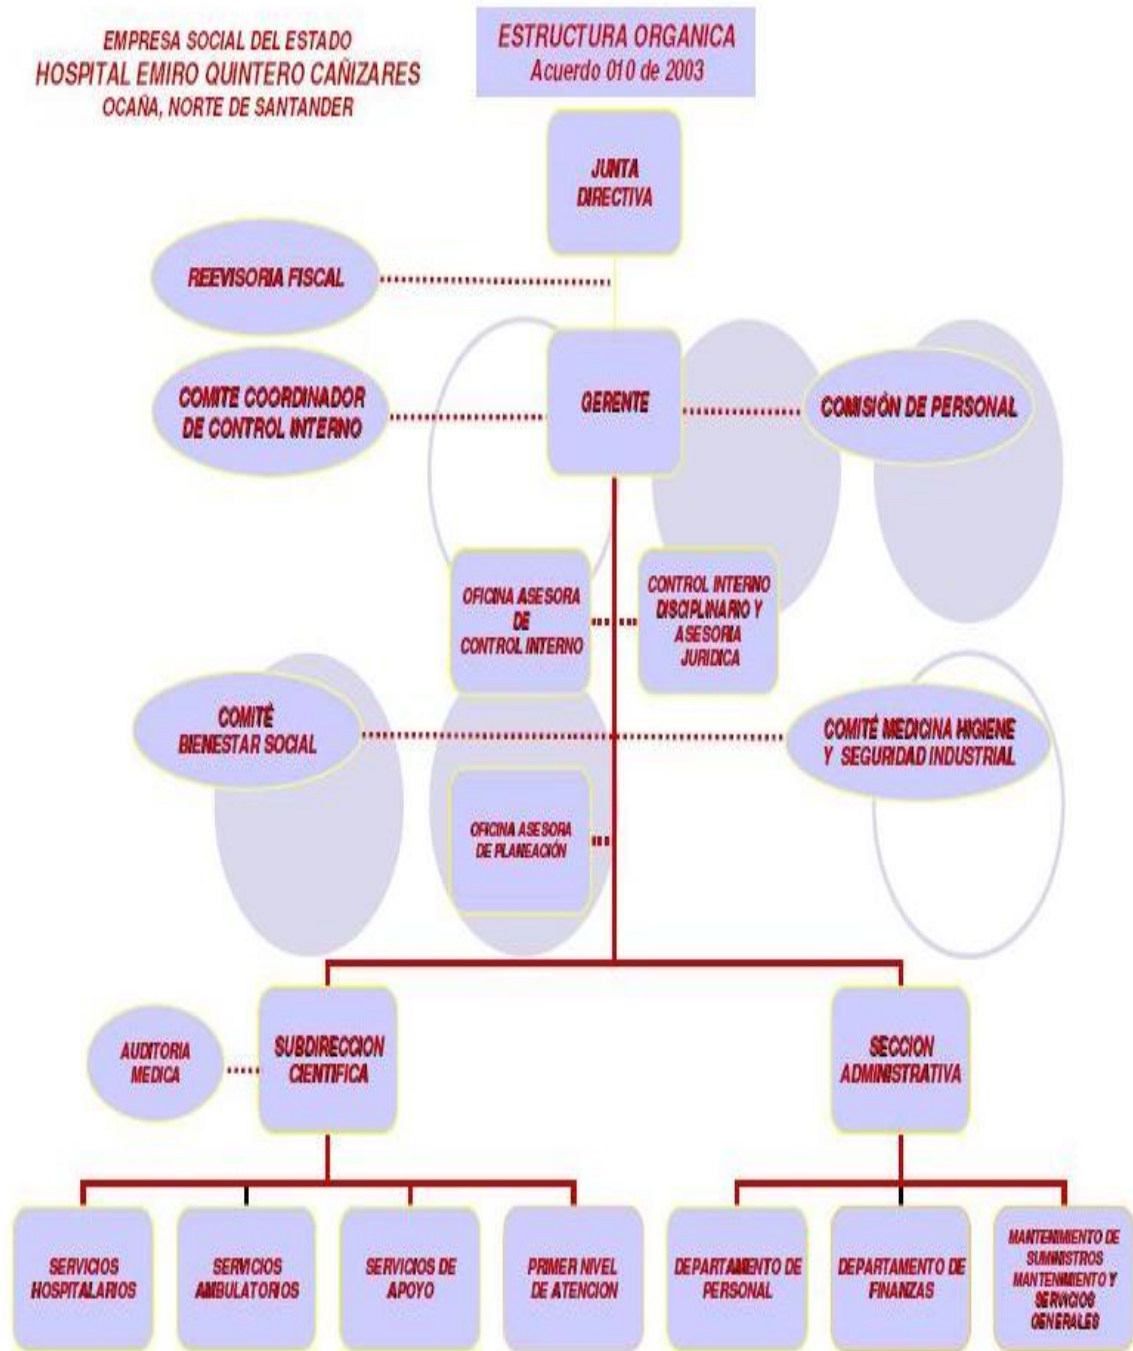 EMPRESA SOCIAL DEL ESTADO
HOSPITAL EMIRO QUINTERO CAÑIZARES
OCAÑA, NORTE DE SANTANDER
ESTRUCTURA ORGANICA
Acuerdo 010 de 2003
JUNTA
DIRECTIVA
REEVISORIA FISCAL
COMITE COORDINADOR
DE CONTROL INTERNO
GERENTE
COMISIÓN DE PERSONAL
OFICINA ASESORA
DE
CONTROL INTERNO
CONTROL INTERNO
DISCIPLINARIO Y
ASESORIA
JURIDICA
COMITÉ
BIENESTAR SOCIAL
COMITÉ MEDICINA HIGIENE
Y SEGURIDAD INDUSTRIAL
OFICINA ASESORA
DE PLANEACIÓN
AUDITORIA
MEDICA
SUBDIRECCION
CIENTIFICA
SECCION
ADMINISTRATIVA
SERVICIOS
HOSPITALARIOS
SERVICIOS
AMBULATORIOS
SERVICIOS DE
APOYO
PRIMER NIVEL
DE ATENCION
DEPARTAMENTO DE
PERSONAL
DEPARTAMENTO DE
FINANZAS
MANTENIMIENTO DE
SUMINISTROS
MANTENIMIENTO Y
SERVICIOS
GENERALES